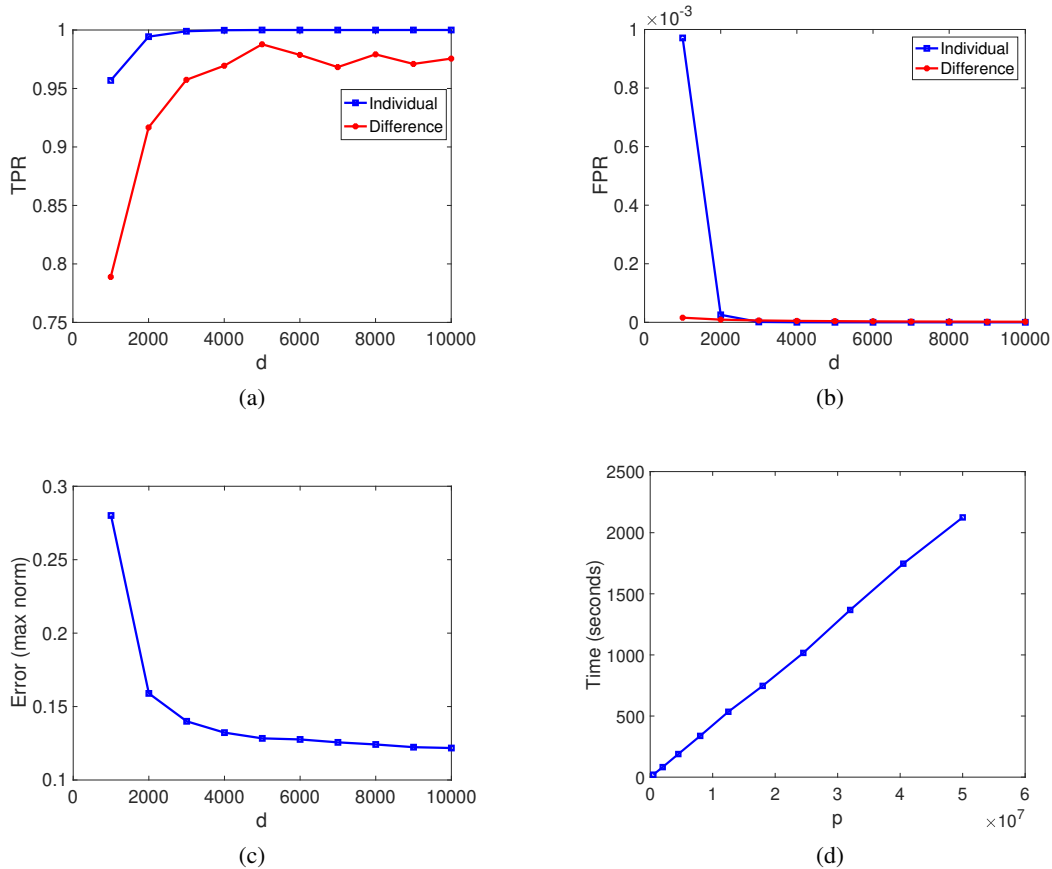 1
0.95
0.9
0.85
0.8
0.75
TPR
0 2000 4000 6000 8000 10000
d
Individual
Difference
(a)
×10-3
1
0.8
0.6
0.4
0.2
0
FPR
0 2000 4000 6000 8000 10000
d
Individual
Difference
(b)
0.3
0.25
0.2
0.15
0.1
Error (max norm)
0 2000 4000 6000 8000 10000
d
(c)
2500
2000
1500
1000
500
0
Time (seconds)
0 1 2 3 4 5 6
p
×107
(d)